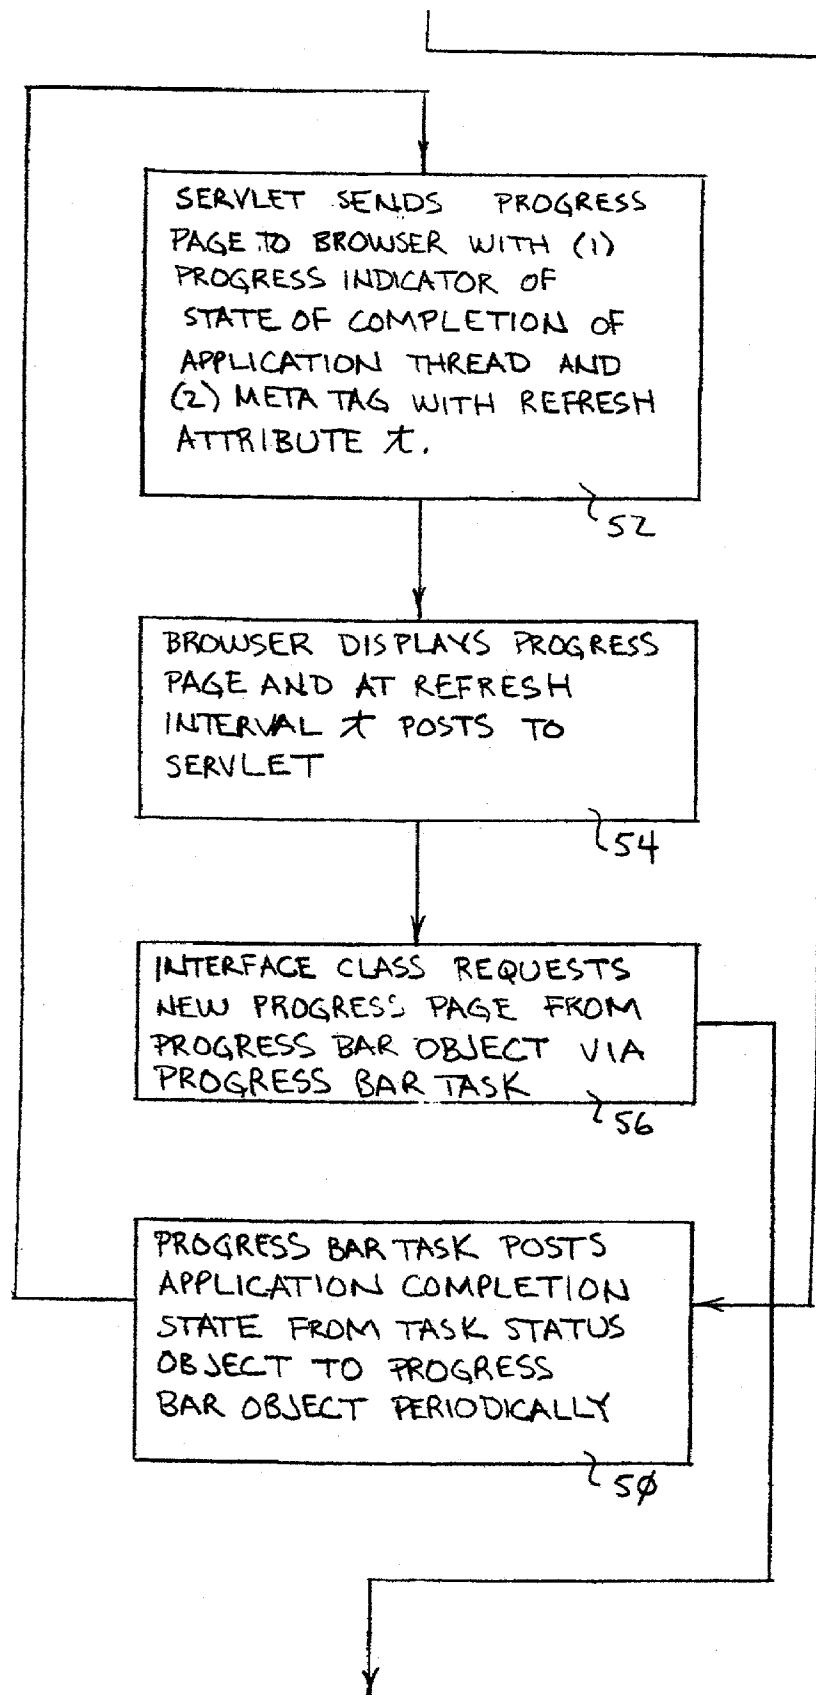 SERVLET SENDS PROGRESS
PAGE TO BROWSER WITH (1)
PROGRESS INDICATOR OF
STATE OF COMPLETION OF
APPLICATION THREAD AND
(2) META TAG WITH REFRESH
ATTRIBUTE t.
52
BROWSER DISPLAYS PROGRESS
PAGE AND AT REFRESH
INTERVAL t POSTS TO
SERVLET
54
INTERFACE CLASS REQUESTS
NEW PROGRESS PAGE FROM
PROGRESS BAR OBJECT VIA
PROGRESS BAR TASK
56
PROGRESS BAR TASK POSTS
APPLICATION COMPLETION
STATE FROM TASK STATUS
OBJECT TO PROGRESS
BAR OBJECT PERIODICALLY
5Ø